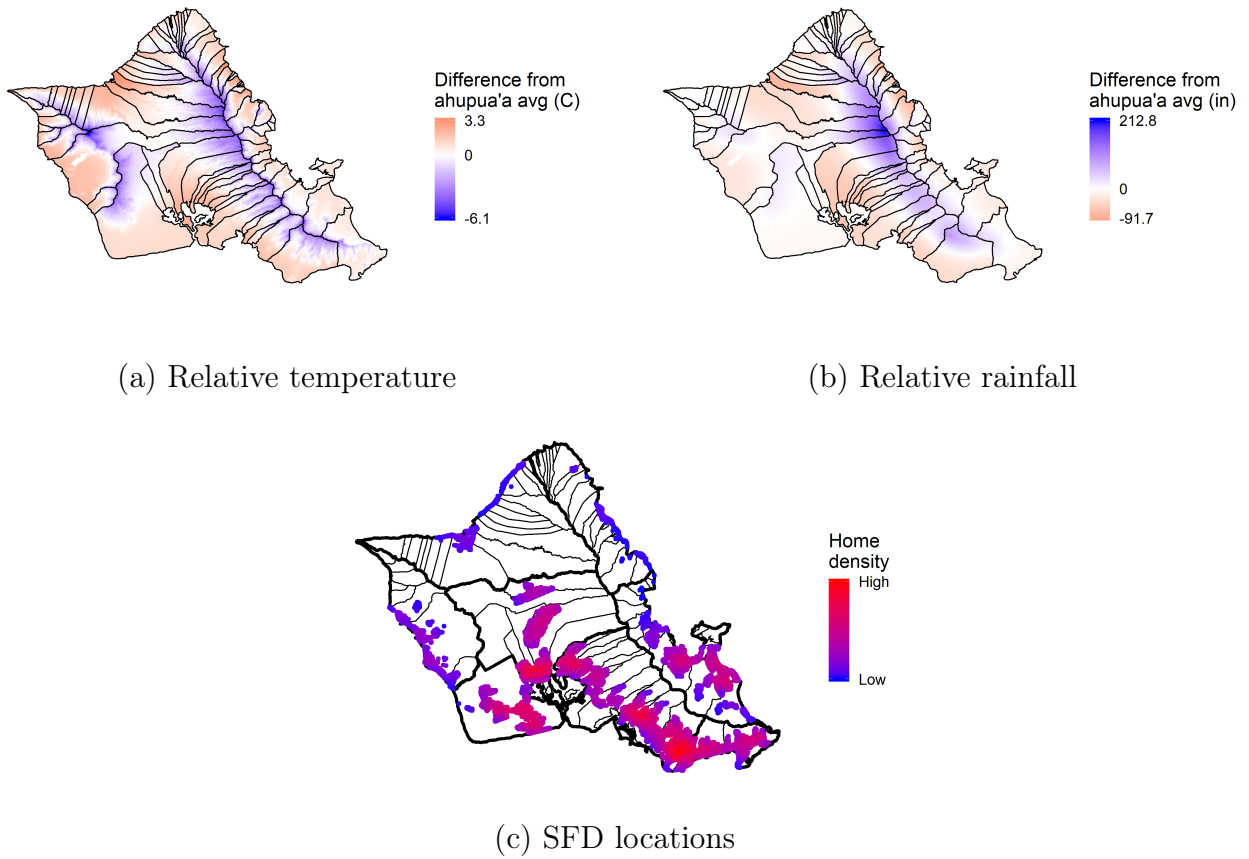 Difference from
ahupua'a avg (C)
3.3
0
-6.1
Difference from
ahupua'a avg (in)
212.8
0
-91.7
(a) Relative temperature
(b) Relative rainfall
Home
density
High
Low
(c) SFD locations